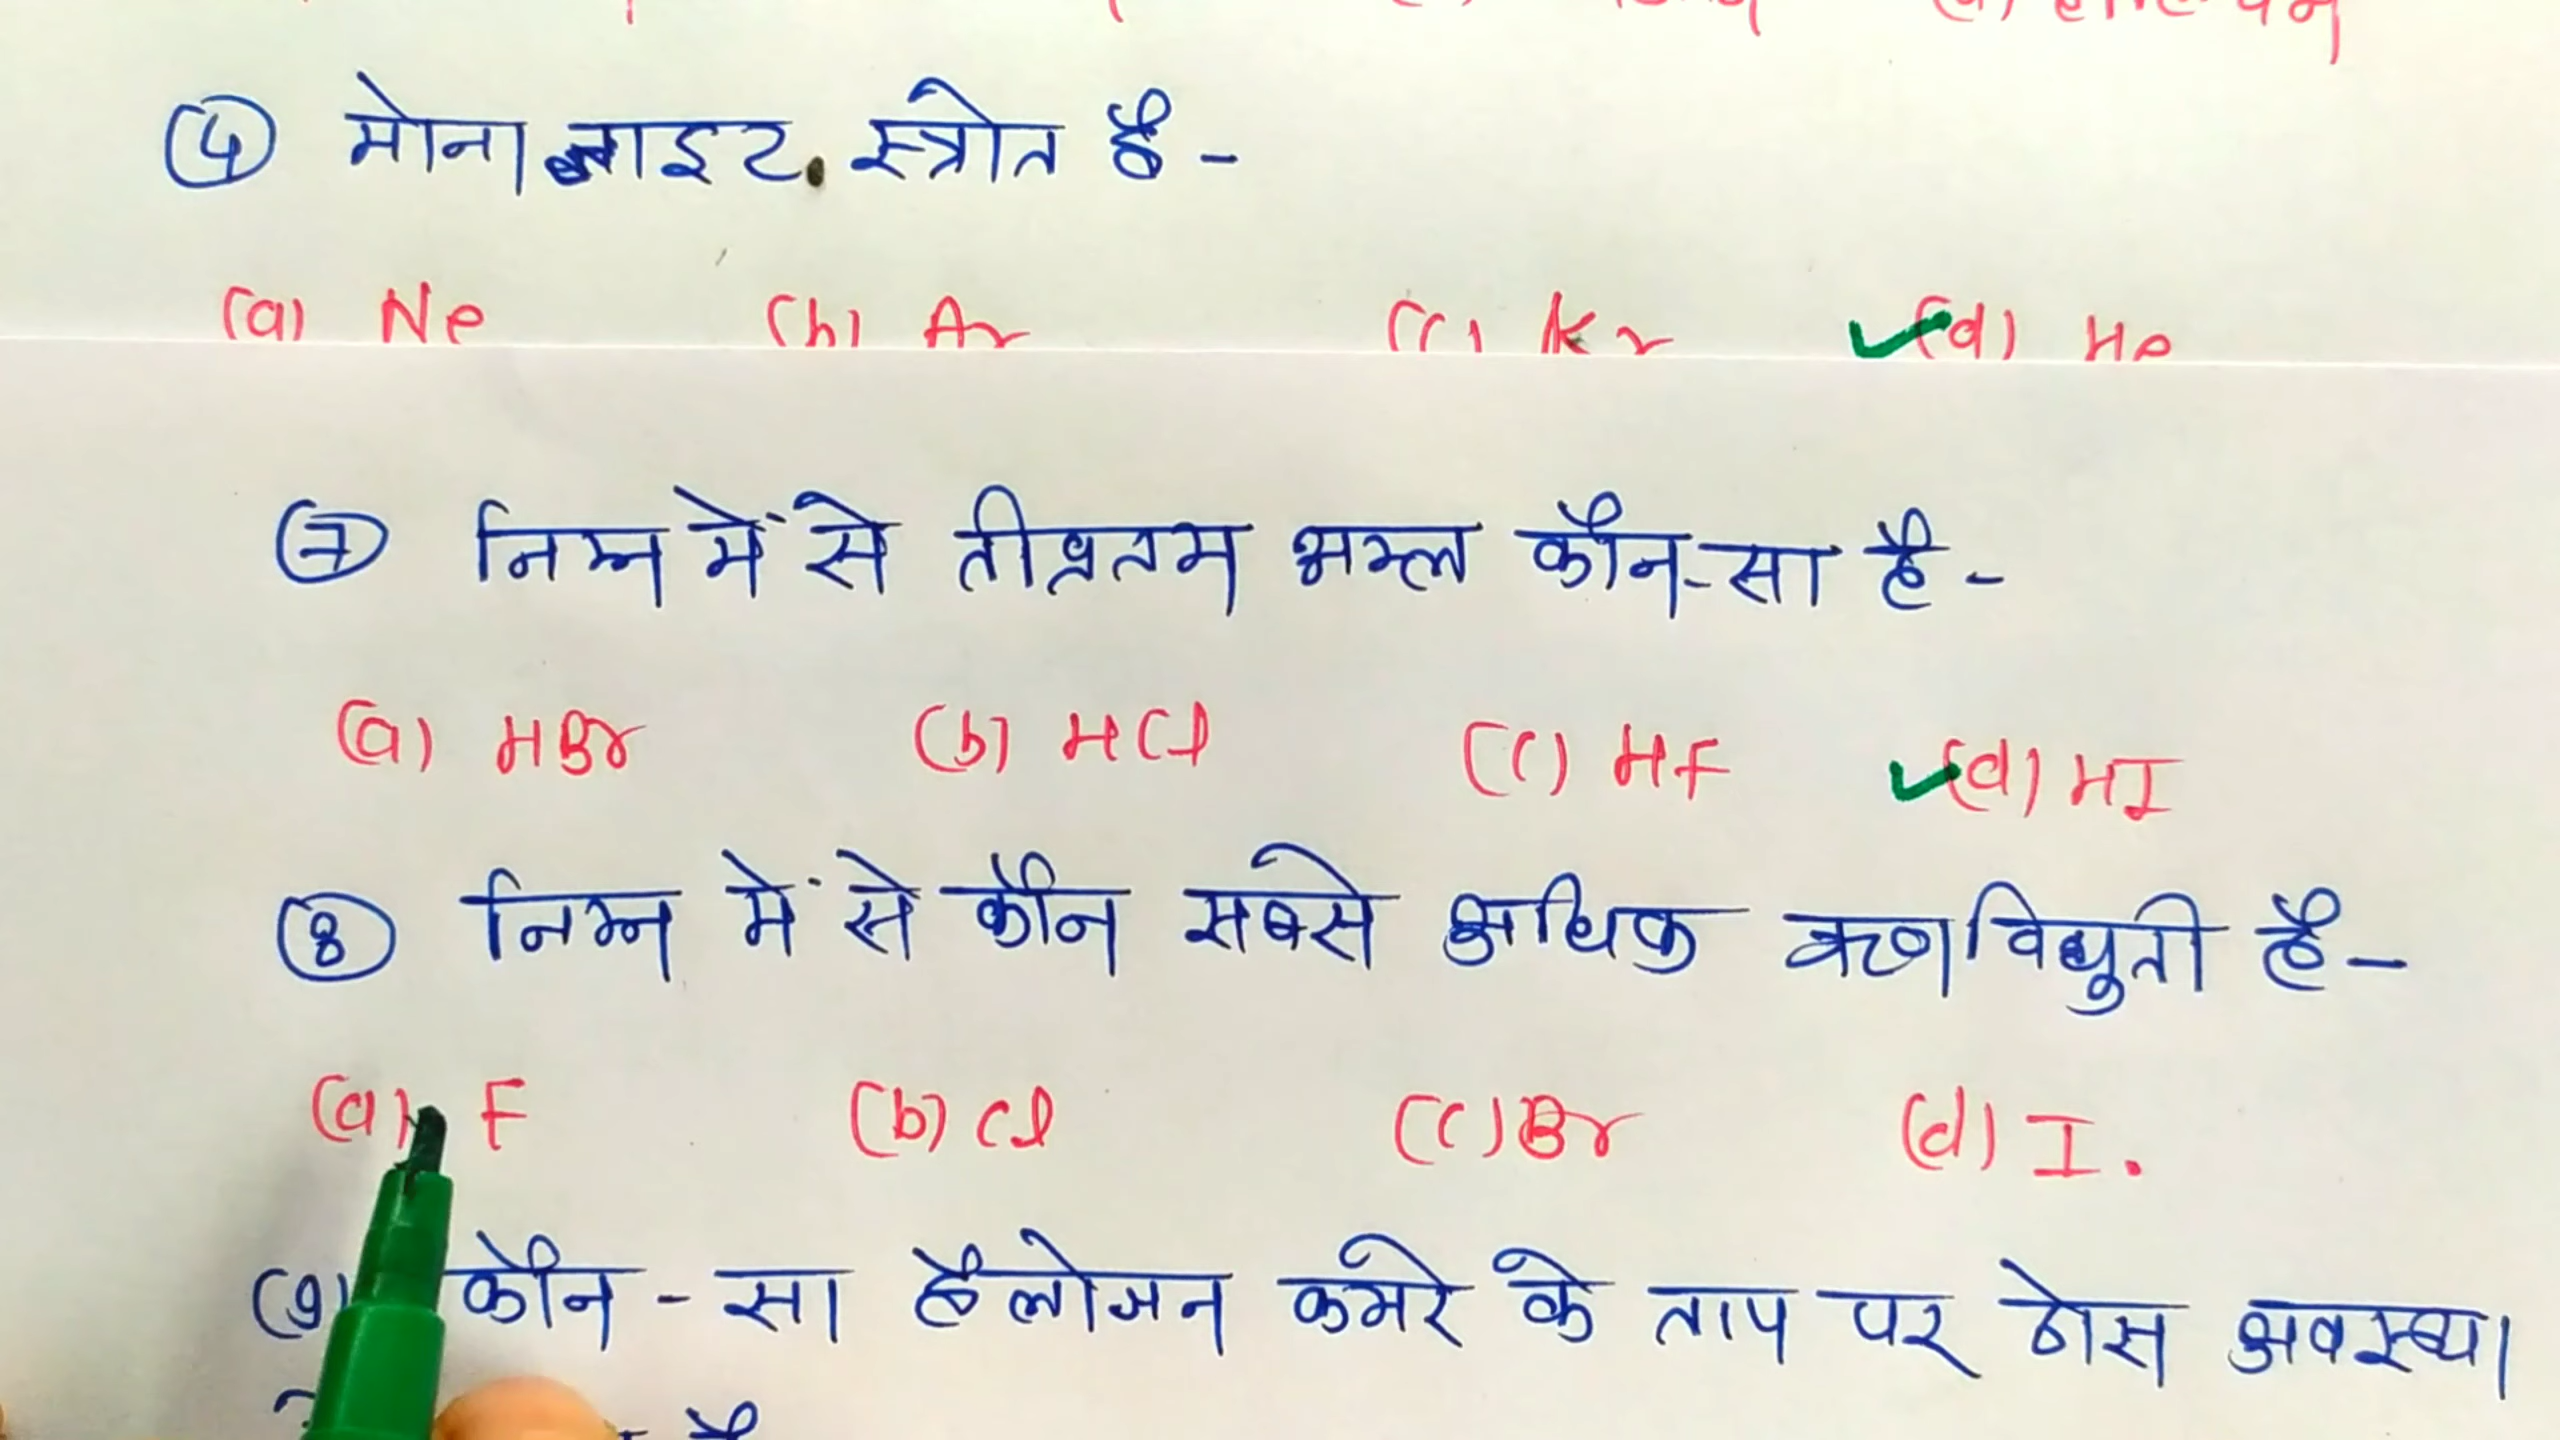 ④ मोनाजाइट स्त्रोत है -
(a) Ne (b) Ar (c) Kr (d) He
⑦ निम्न में से तीव्रतम अम्ल कौन-सा है -
(a) HBr (b) HCl (c) HF (d) HI
⑧ निम्न में से कौन सबसे अधिक ऋणविद्युती है -
(a) F (b) Cl (c) Br (d) I.
(9) कौन - सा हैलोजन कमरे के ताप पर ठोस अवस्था
है